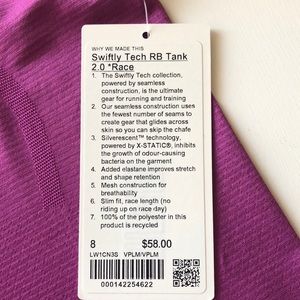 WHY WE MADE THIS
Swiftly Tech RB Tank
2.0 *Race
1. The Swiftly Tech collection,
powered by seamless
construction, is the ultimate
gear for running and training
2. Our seamless construction uses
the fewest number of seams to
create gear that glides across
skin so you can skip the chafe
3. Silverescent™ technology,
powered by X-STATIC®, inhibits
the growth of odour-causing
bacteria on the garment
4. Added elastane improves stretch
and shape retention
5. Mesh construction for
breathability
6. Slim fit, race length (no
riding up on race day)
7. 100% of the polyester in this
product is recycled
8 $58.00
LW1CN3S VPLM/VPLM
000142254622